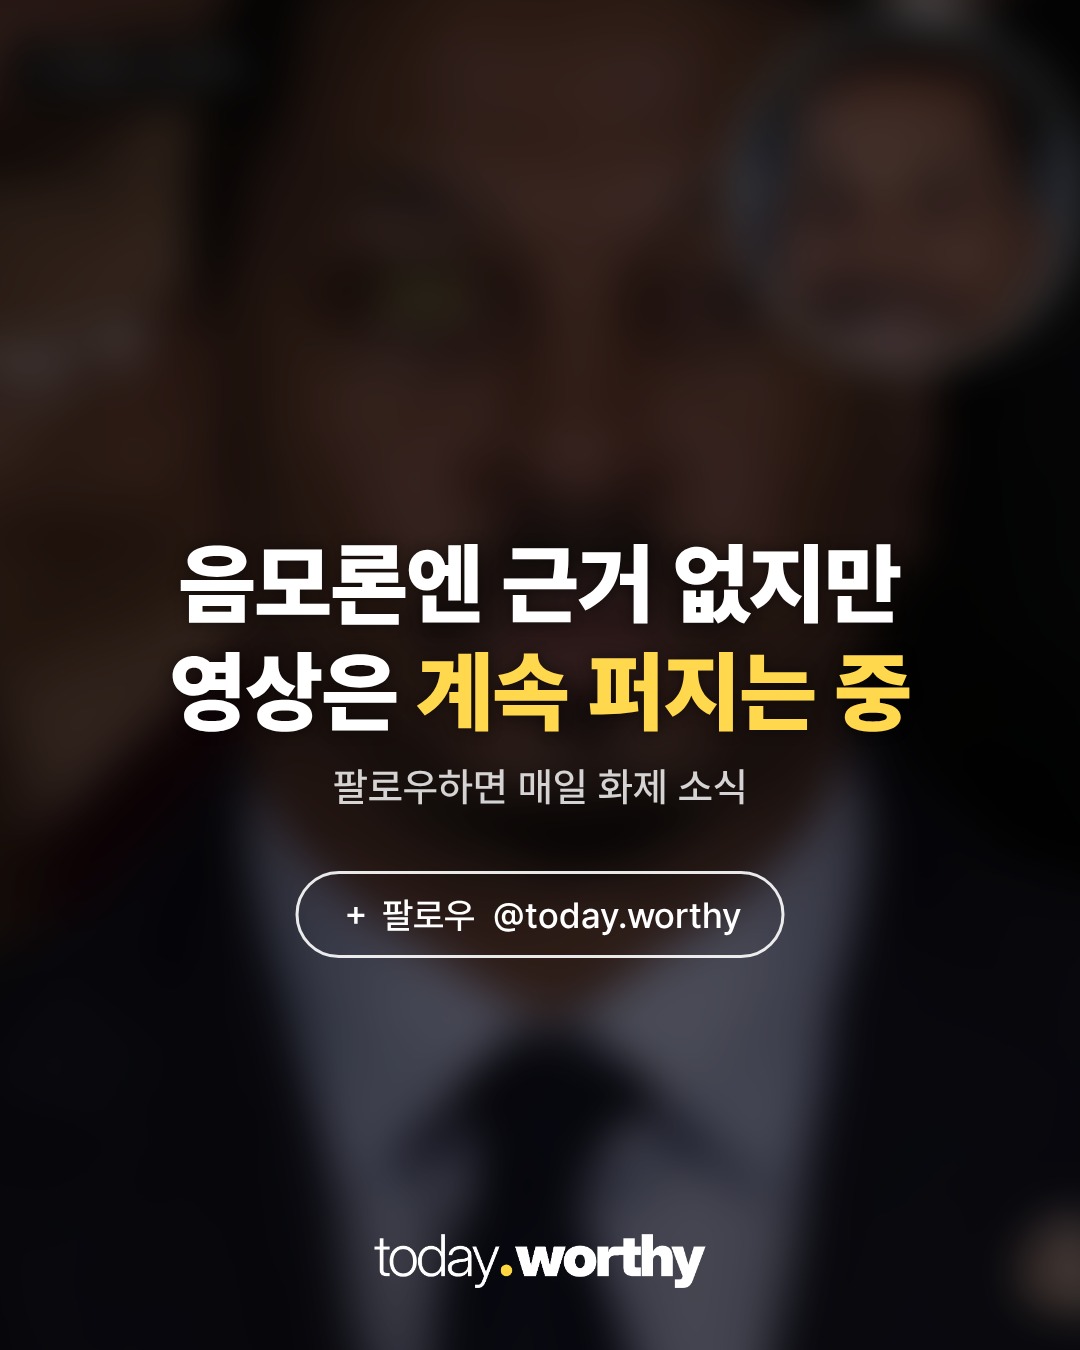 음모론엔 근거 없지만
영상은 계속 퍼지는 중
팔로우하면 매일 화제 소식
+ 팔로우 @today.worthy
today.worthy